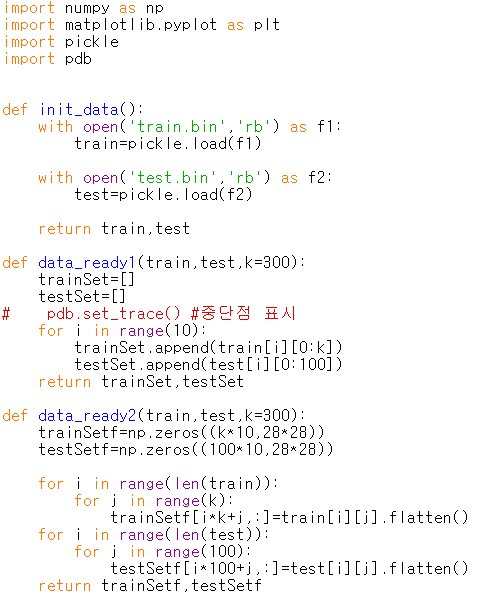 import numpy as np
import matplotlib.pyplot as plt
import pickle
import pdb
def init_data():
    with open('train.bin','rb') as f1:
        train=pickle.load(f1)
    with open('test.bin','rb') as f2:
        test=pickle.load(f2)
    return train,test
def data_ready1(train,test,k=300):
    trainSet=[]
    testSet=[]
#    pdb.set_trace() #중단점 표시
    for i in range(10):
        trainSet.append(train[i][0:k])
        testSet.append(test[i][0:100])
    return trainSet,testSet
def data_ready2(train,test,k=300):
    trainSetf=np.zeros((k*10,28*28))
    testSetf=np.zeros((100*10,28*28))
    for i in range(len(train)):
        for j in range(k):
            trainSetf[i*k+j,:]=train[i][j].flatten()
    for i in range(len(test)):
        for j in range(100):
            testSetf[i*100+j,:]=test[i][j].flatten()
    return trainSetf,testSetf